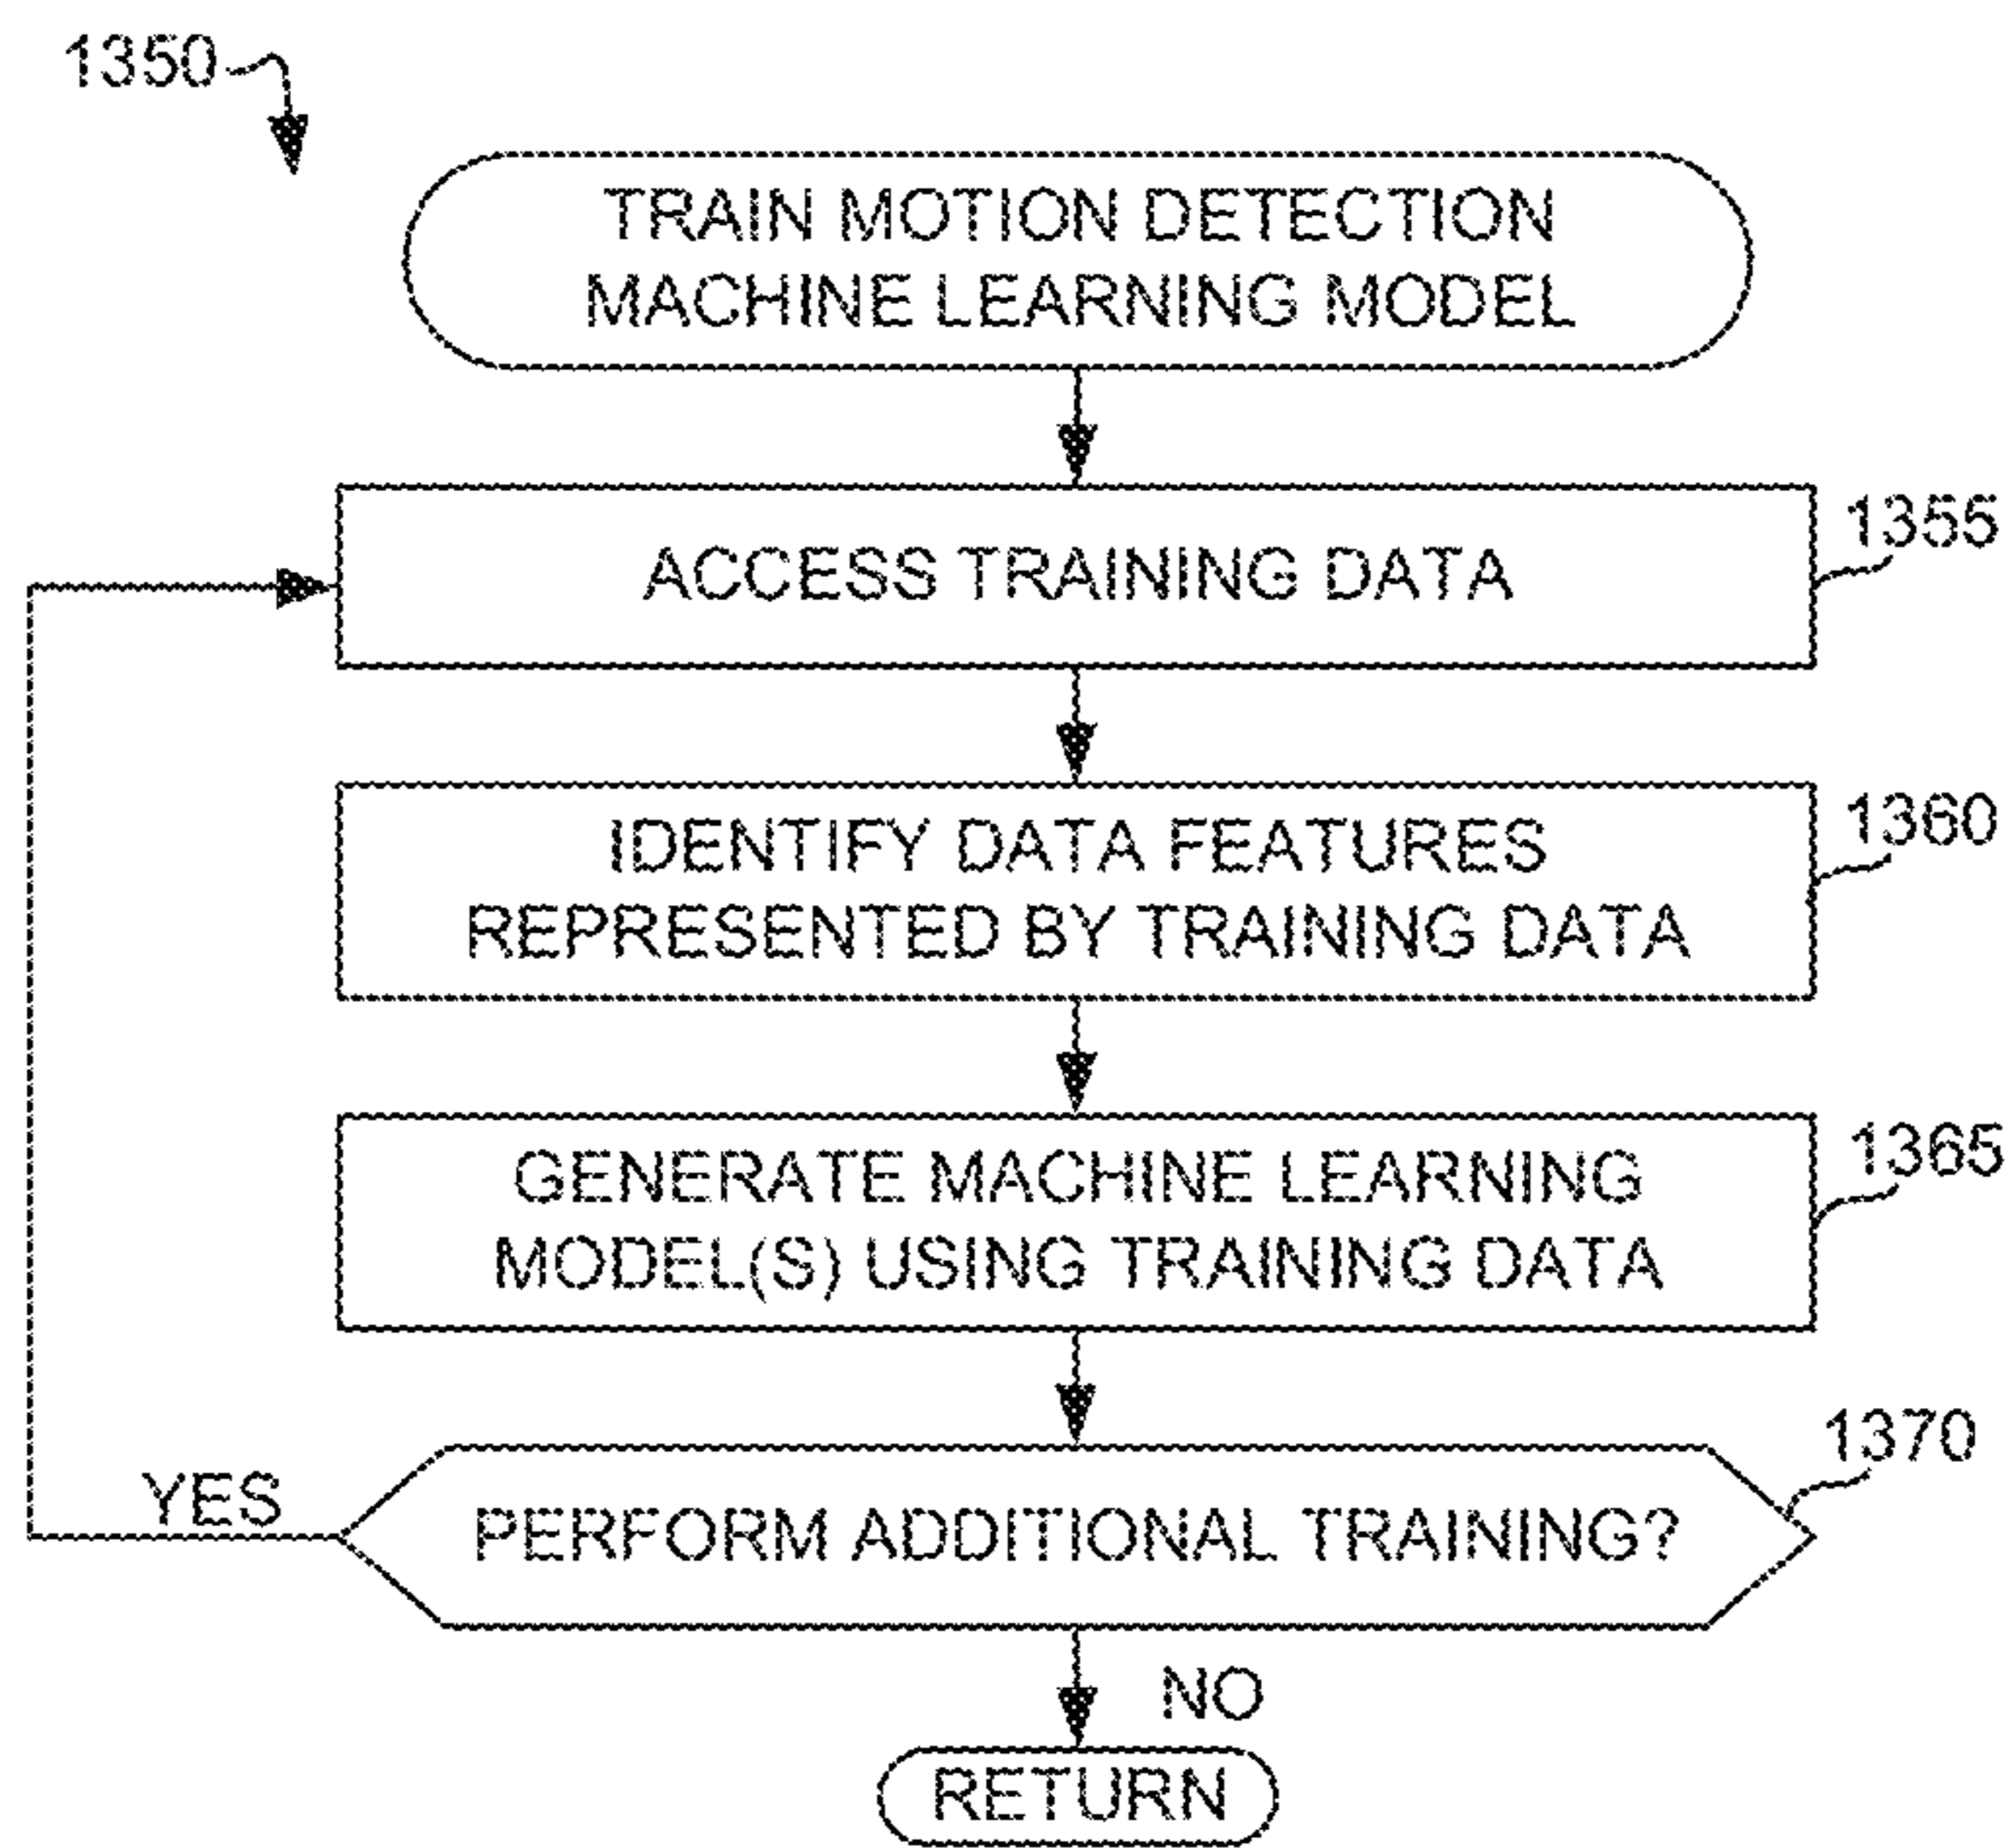 1350
TRAIN MOTION DETECTION
MACHINE LEARNING MODEL
1355
ACCESS TRAINING DATA
1360
IDENTIFY DATA FEATURES
REPRESENTED BY TRAINING DATA
1365
GENERATE MACHINE LEARNING
MODEL(S) USING TRAINING DATA
1370
YES
PERFORM ADDITIONAL TRAINING?
NO
RETURN